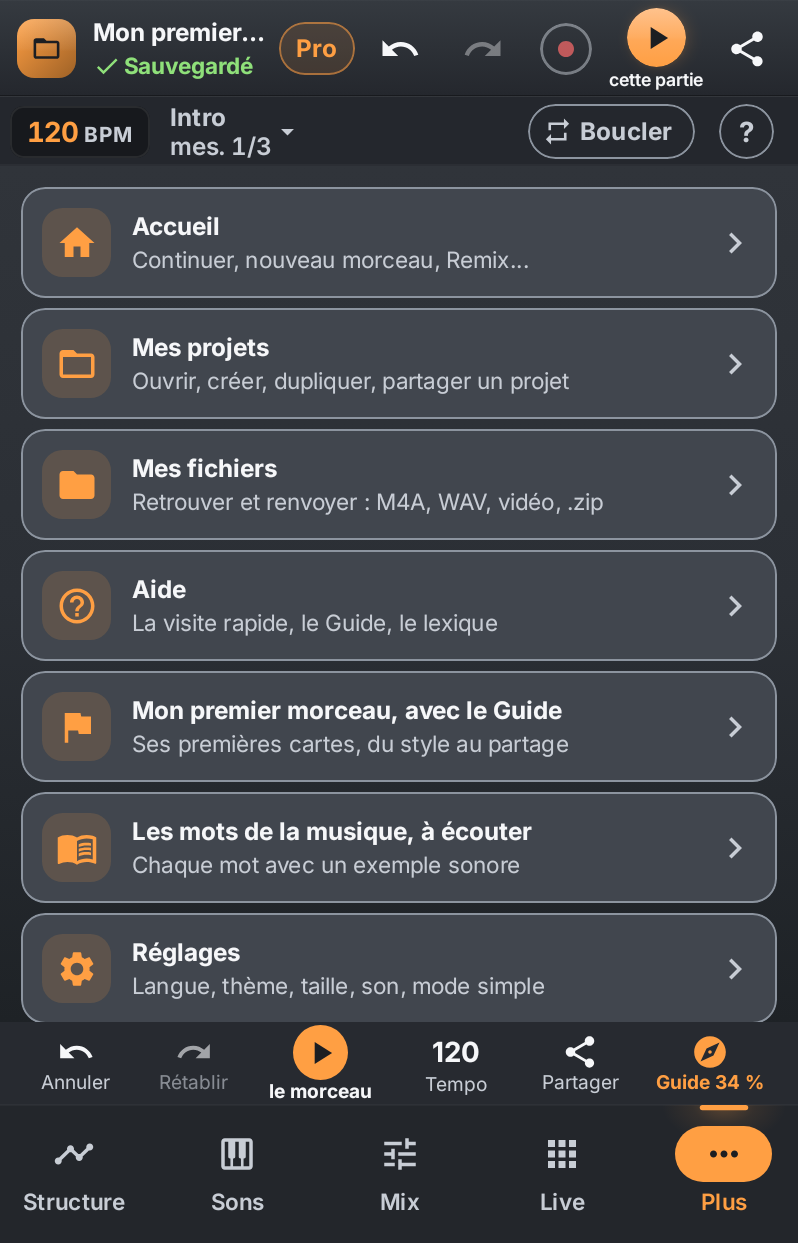 Mon premier...
Sauvegardé
Pro
cette partie
120 BPM
Intro
mes. 1/3
Boucler
?
Accueil
Continuer, nouveau morceau, Remix...
Mes projets
Ouvrir, créer, dupliquer, partager un projet
Mes fichiers
Retrouver et renvoyer : M4A, WAV, vidéo, .zip
Aide
La visite rapide, le Guide, le lexique
Mon premier morceau, avec le Guide
Ses premières cartes, du style au partage
Les mots de la musique, à écouter
Chaque mot avec un exemple sonore
Réglages
Langue, thème, taille, son, mode simple
Annuler
Rétablir
le morceau
120
Tempo
Partager
Guide 34 %
Structure
Sons
Mix
Live
Plus